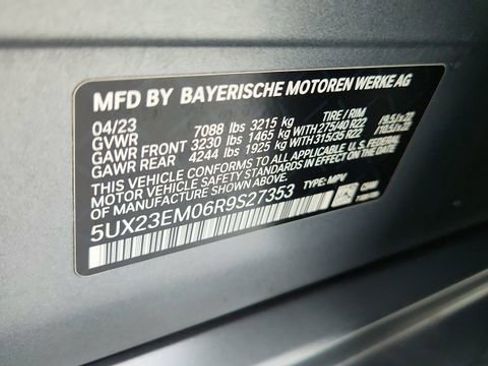 MFD BY BAYERISCHE MOTOREN WERKE AG
04/23 TIRE / RIM
GVWR 7088 lbs 3215 kg
GAWR FRONT 3230 lbs 1465 kg WITH 275/40 R22
GAWR REAR 4244 lbs 1925 kg WITH 315/35 R22
THIS VEHICLE CONFORMS TO ALL APPLICABLE U.S. FEDERAL
MOTOR VEHICLE SAFETY STANDARDS IN EFFECT ON THE DATE
OF MANUFACTURE SHOWN ABOVE.
5UX23EM06R9S27353 TYPE: MPV